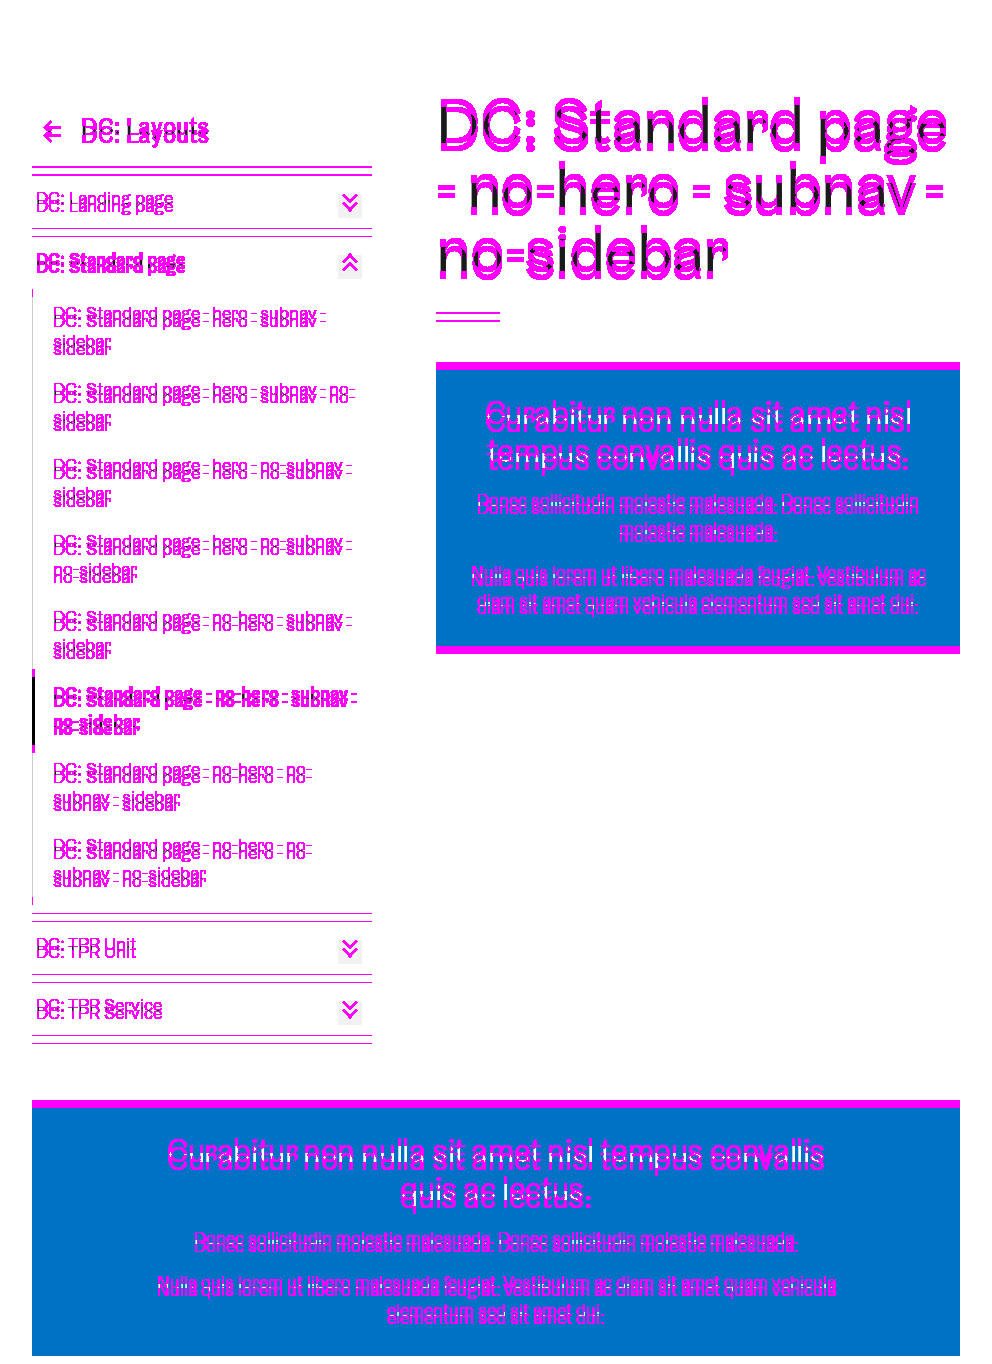 DC: Layouts
DC: Landing page
DC: Standard page
DC: Standard page - hero - subnav -
sidebar
DC: Standard page - hero - subnav - no-
sidebar
DC: Standard page - hero - no-subnav -
sidebar
DC: Standard page - hero - no-subnav -
no-sidebar
DC: Standard page - no-hero - subnav -
sidebar
DC: Standard page - no-hero - subnav -
no-sidebar
DC: Standard page - no-hero - no-
subnav - sidebar
DC: Standard page - no-hero - no-
subnav - no-sidebar
DC: TPR Unit
DC: TPR Service
DC: Standard page
- no-hero - subnav -
no-sidebar
Curabitur non nulla sit amet nisl
tempus convallis quis ac lectus.
Donec sollicitudin molestie malesuada. Donec sollicitudin
molestie malesuada.
Nulla quis lorem ut libero malesuada feugiat. Vestibulum ac
diam sit amet quam vehicula elementum sed sit amet dui.
Curabitur non nulla sit amet nisl tempus convallis
quis ac lectus.
Donec sollicitudin molestie malesuada. Donec sollicitudin molestie malesuada.
Nulla quis lorem ut libero malesuada feugiat. Vestibulum ac diam sit amet quam vehicula
elementum sed sit amet dui.